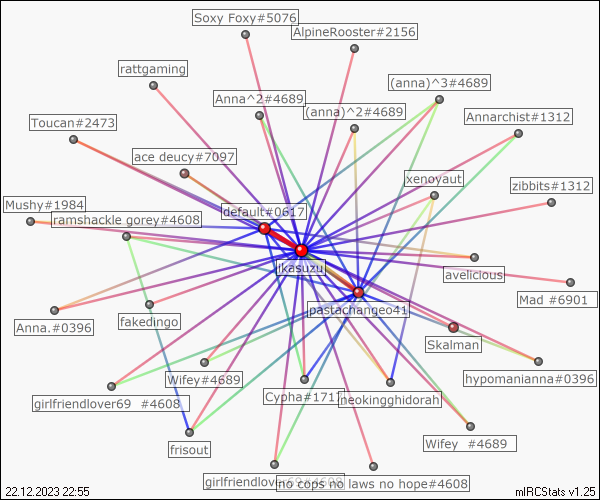 Soxy Foxy#5076
AlpineRooster#2156
rattgaming
(anna)^3#4689
Anna^2#4689
(anna)^2#4689
Annarchist#1312
Toucan#2473
ace deucy#7097
xenoyaut
zibbits#1312
Mushy#1984
ramshackle gorey#4608
default#0617
jkasuzu
avelicious
Mad #6901
pastachangeo41
Anna.#0396
fakedingo
Skalman
Wifey#4689
hypomanianna#0396
girlfriendlover69 #4608
Cypha#1717
neokingghidorah
frisout
Wifey #4689
girlfriendlover
no cops no laws no hope#4608
22.12.2023 22:55
mIRCStats v1.25